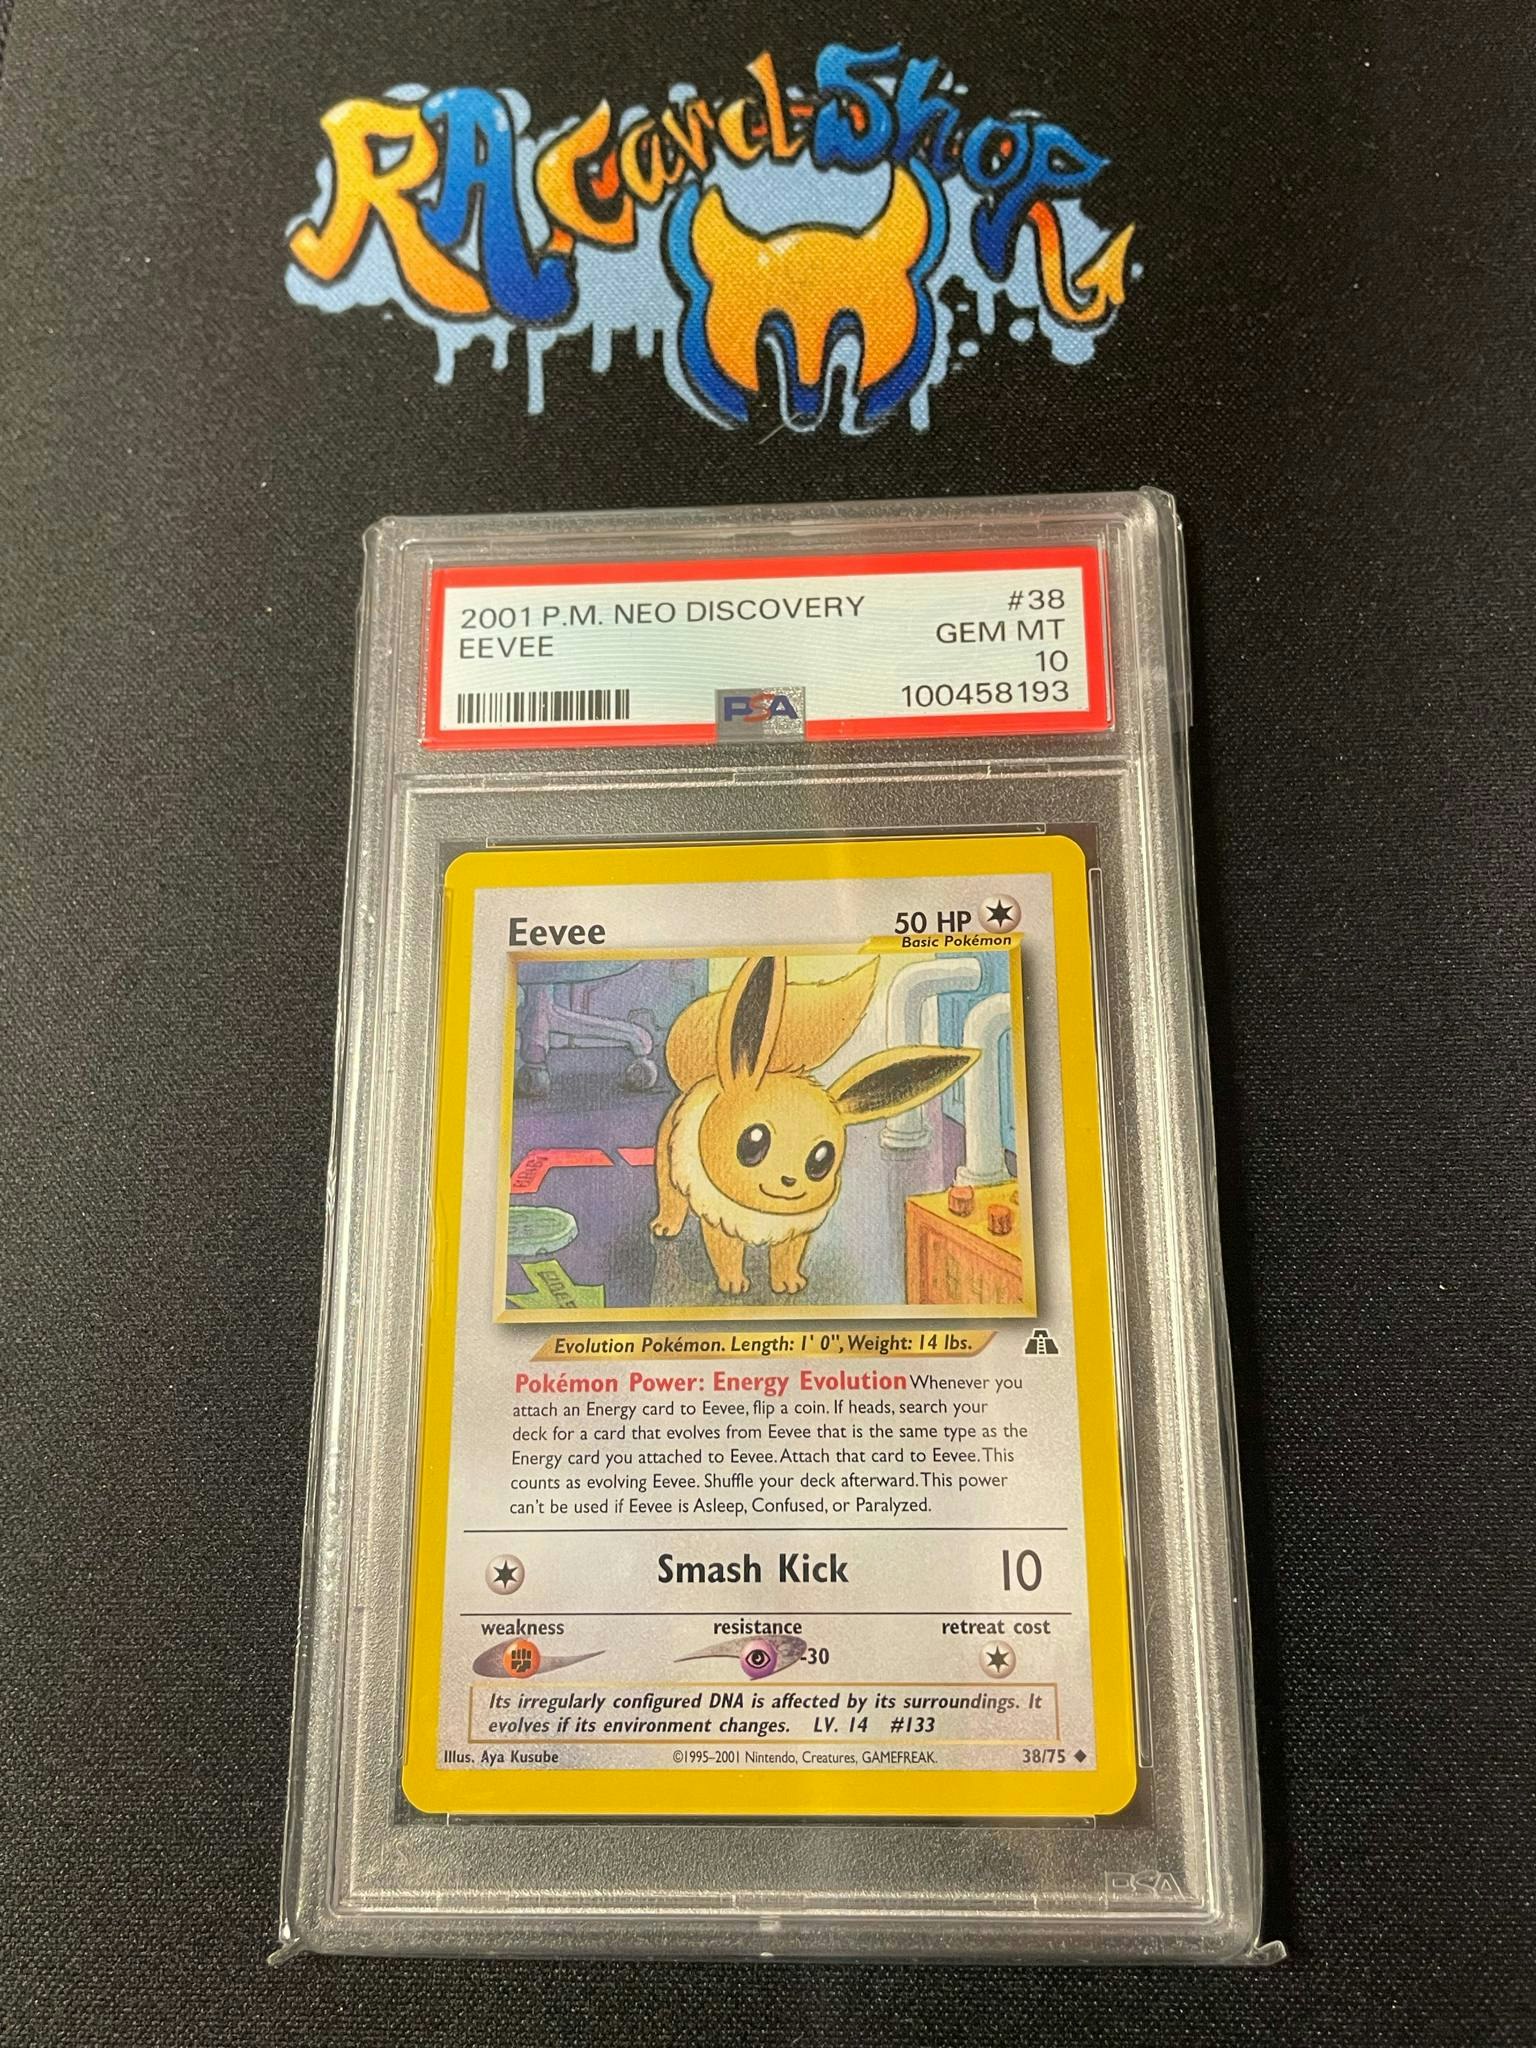 RA Card-Shop
2001 P.M. NEO DISCOVERY #38
EEVEE GEM MT
10
PSA 100458193
Eevee 50 HP
Basic Pokémon
Evolution Pokémon. Length: 1' 0", Weight: 14 lbs.
Pokémon Power: Energy Evolution Whenever you
attach an Energy card to Eevee, flip a coin. If heads, search your
deck for a card that evolves from Eevee that is the same type as the
Energy card you attached to Eevee. Attach that card to Eevee. This
counts as evolving Eevee. Shuffle your deck afterward. This power
can't be used if Eevee is Asleep, Confused, or Paralyzed.
Smash Kick 10
weakness resistance retreat cost
-30
Its irregularly configured DNA is affected by its surroundings. It
evolves if its environment changes. LV. 14 #133
Illus. Aya Kusube ©1995–2001 Nintendo, Creatures, GAMEFREAK. 38/75
PSA